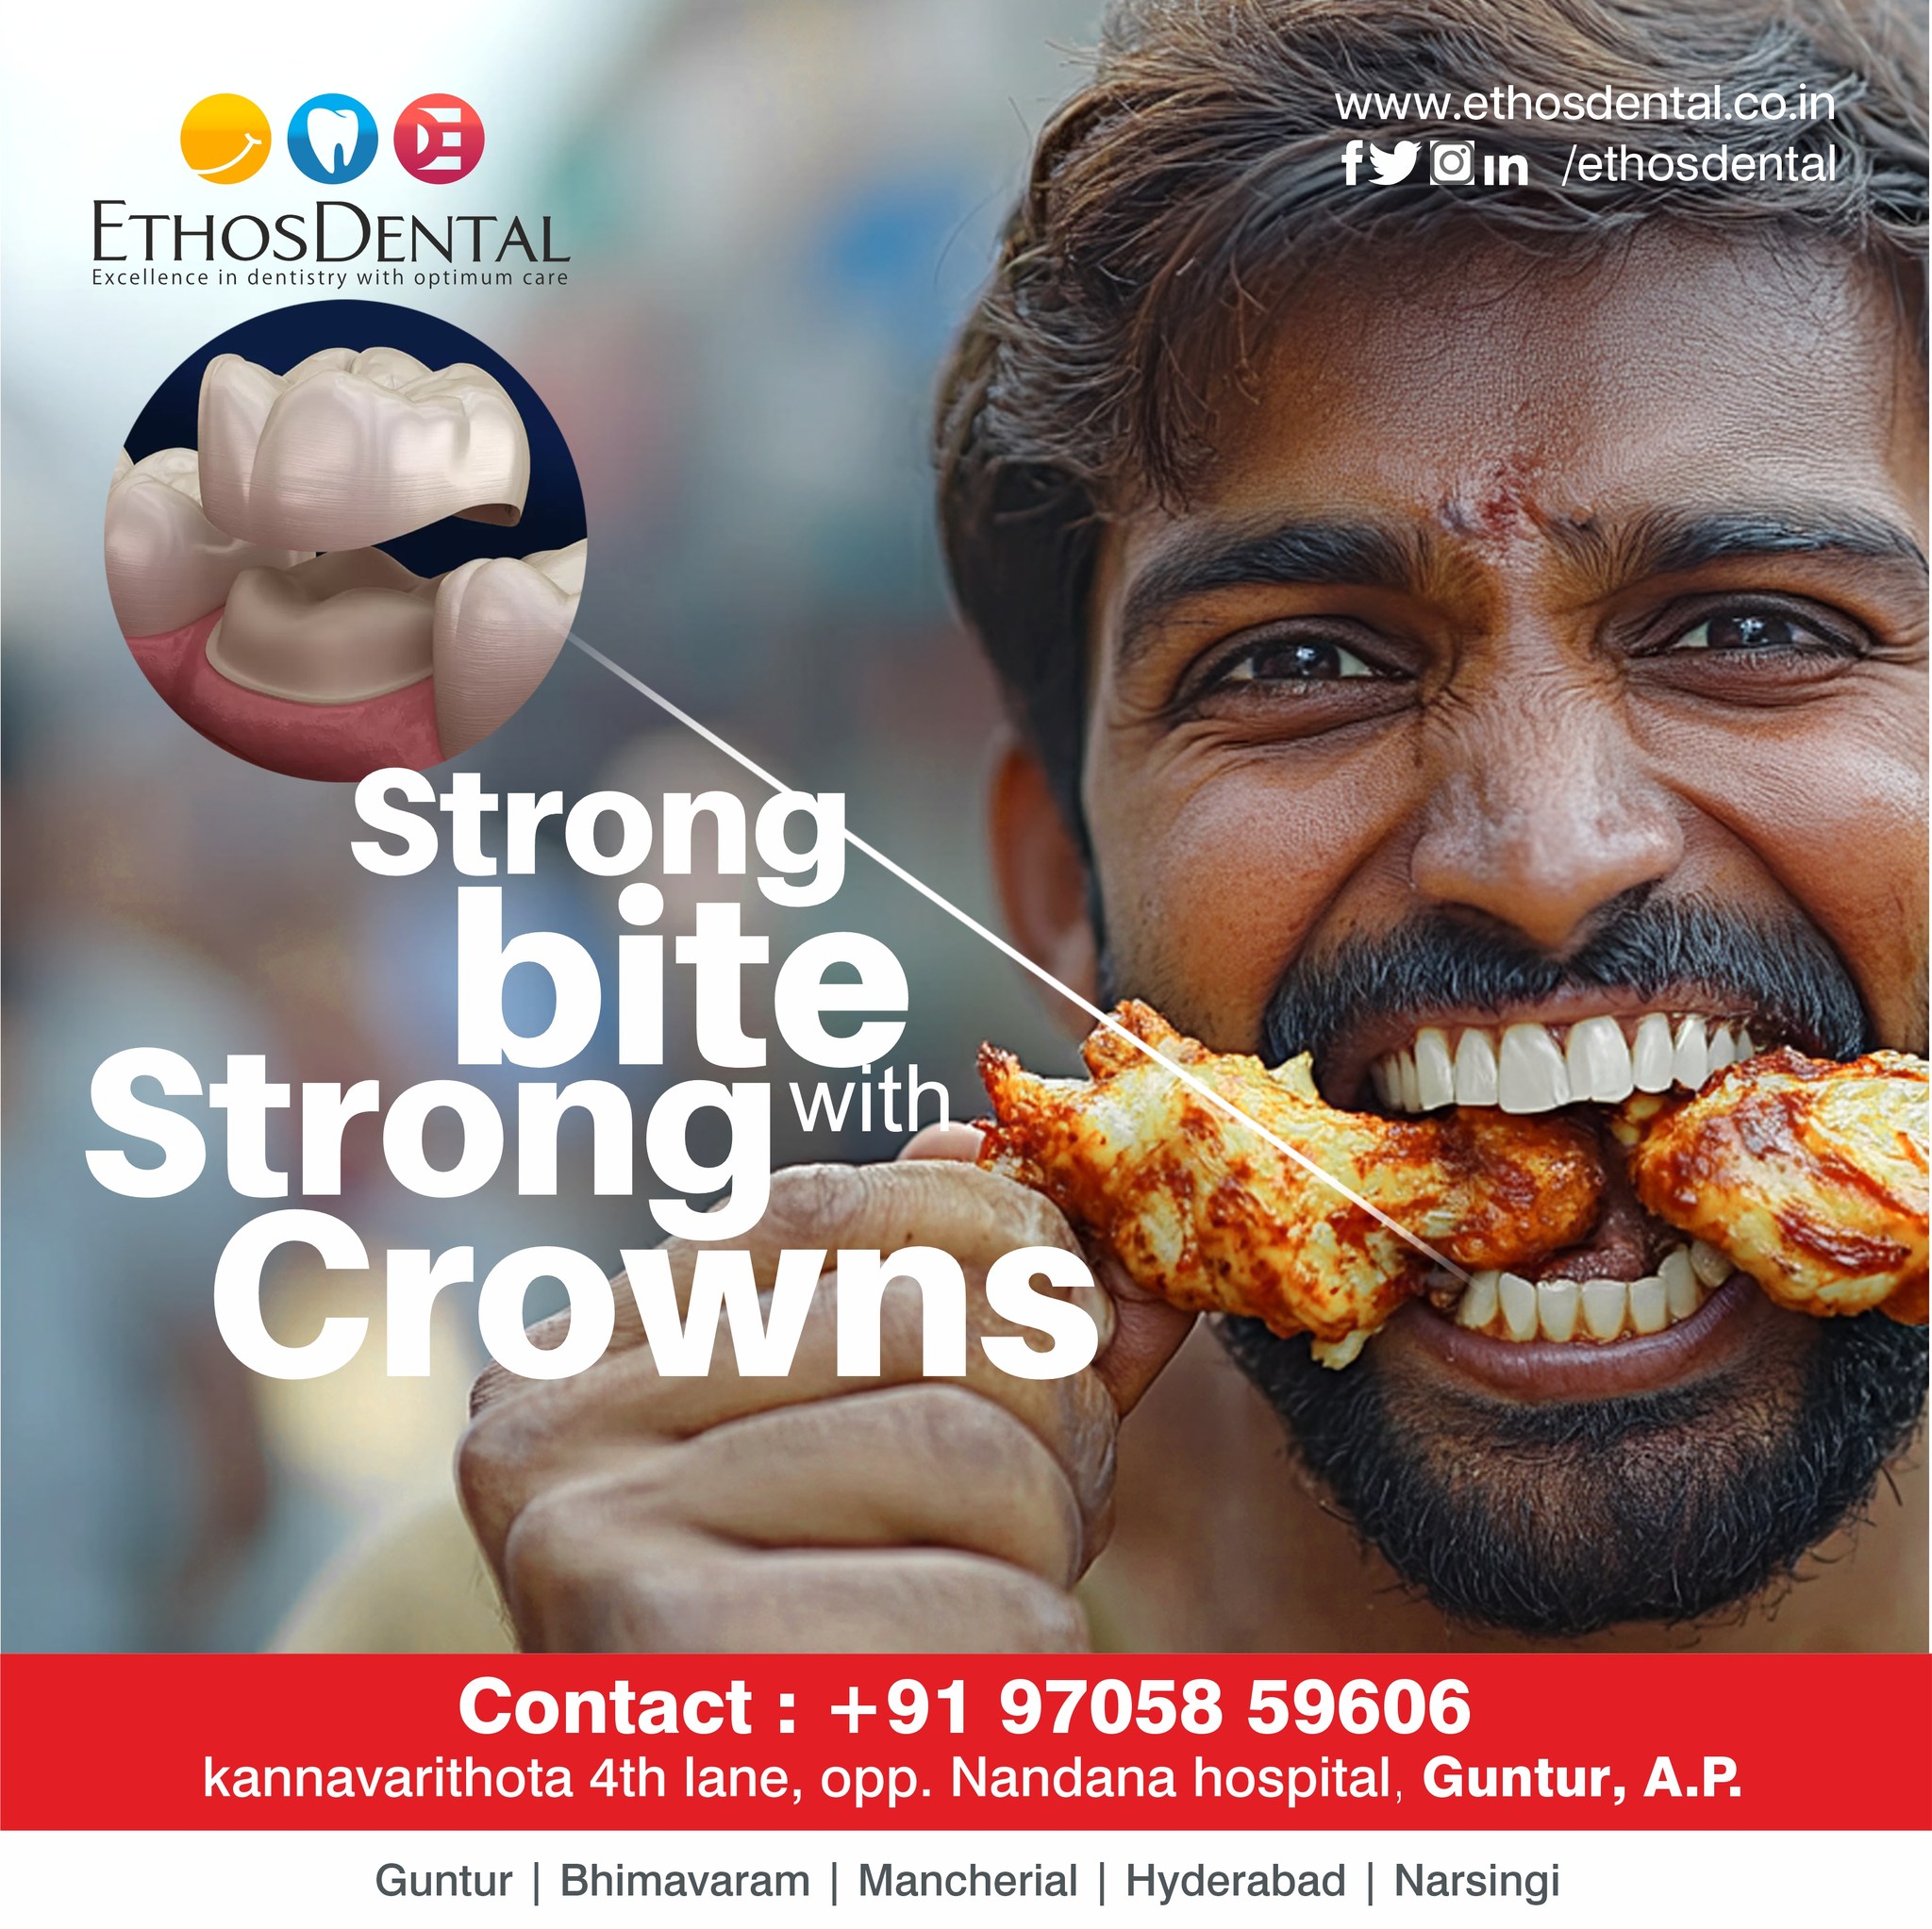 EthosDental
Excellence in dentistry with optimum care
www.ethosdental.co.in
/ethosdental
Strong
bite
with
Strong
Crowns
Contact : +91 97058 59606
kannavarithota 4th lane, opp. Nandana hospital, Guntur, A.P.
Guntur | Bhimavaram | Mancherial | Hyderabad | Narsingi